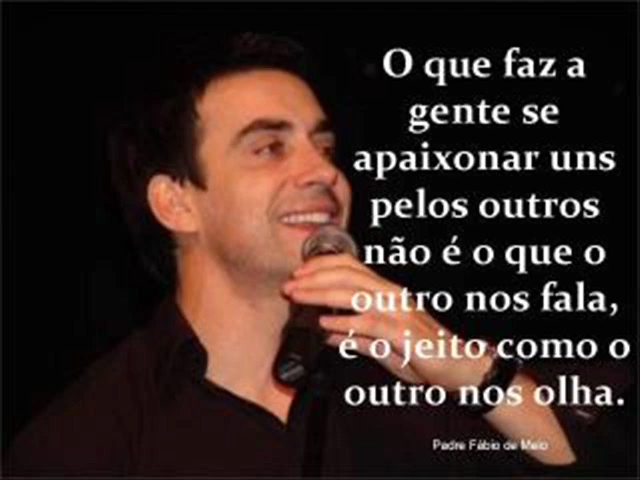 O que faz a
gente se
apaixonar uns
pelos outros
não é o que o
outro nos fala,
é o jeito como o
outro nos olha.
Padre Fábio de Melo